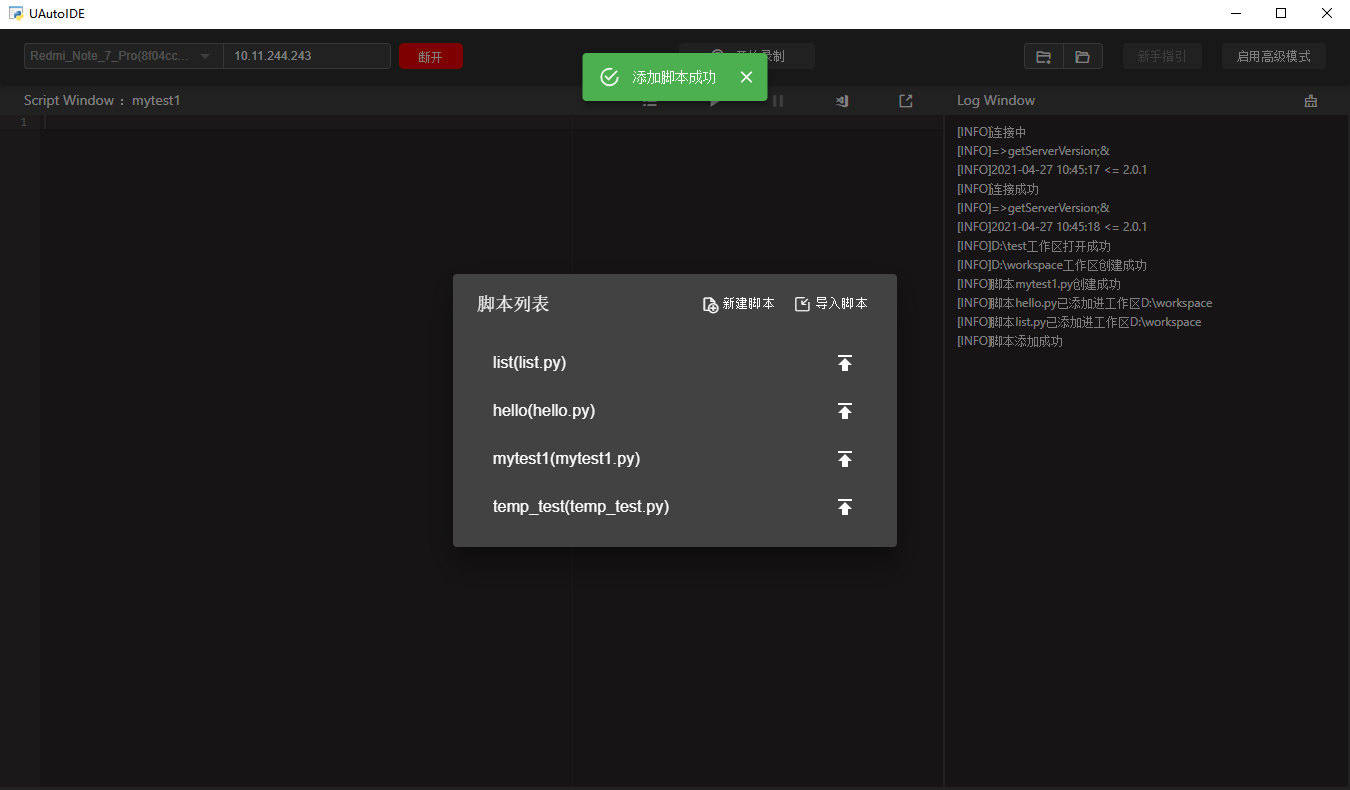 UAutoIDE
Redmi_Note_7_Pro(8f04cc...
10.11.244.243
断开
录制
新手指引
启用高级模式
添加脚本成功
Script Window : mytest1
Log Window
1
[INFO]连接中
[INFO]=>getServerVersion;&
[INFO]2021-04-27 10:45:17 <= 2.0.1
[INFO]连接成功
[INFO]=>getServerVersion;&
[INFO]2021-04-27 10:45:18 <= 2.0.1
[INFO]D:\test工作区打开成功
[INFO]D:\workspace工作区创建成功
[INFO]脚本mytest1.py创建成功
[INFO]脚本hello.py已添加进工作区D:\workspace
[INFO]脚本list.py已添加进工作区D:\workspace
[INFO]脚本添加成功
脚本列表
新建脚本
导入脚本
list(list.py)
hello(hello.py)
mytest1(mytest1.py)
temp_test(temp_test.py)